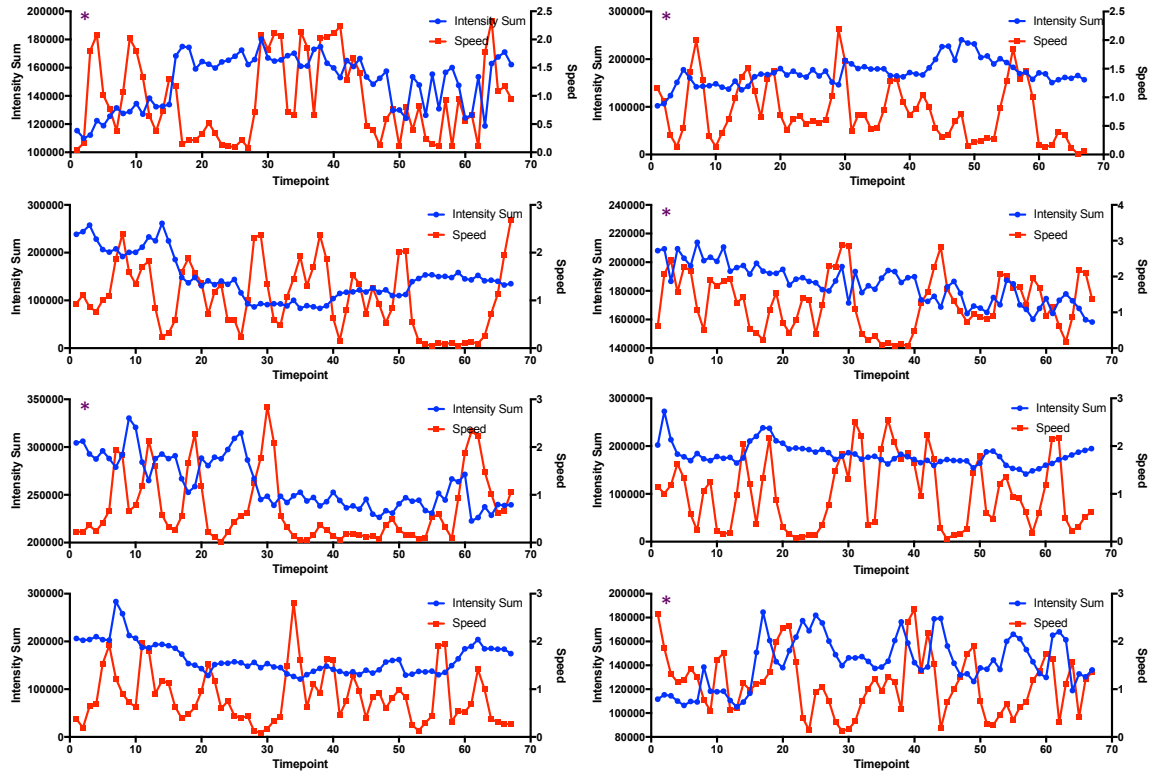 *
Intensity Sum
Speed
200000
180000
160000
140000
120000
100000
Intensity Sum
2.5
2.0
1.5
1.0
0.5
0.0
Speed
0 10 20 30 40 50 60 70
Timepoint
*
Intensity Sum
Speed
300000
200000
100000
0
Intensity Sum
2.5
2.0
1.5
1.0
0.5
0.0
Speed
0 10 20 30 40 50 60 70
Timepoint
Intensity Sum
Speed
300000
200000
100000
0
Intensity Sum
3
2
1
0
Speed
0 10 20 30 40 50 60 70
Timepoint
*
Intensity Sum
Speed
240000
220000
200000
180000
160000
140000
Intensity Sum
4
3
2
1
0
Speed
0 10 20 30 40 50 60 70
Timepoint
*
Intensity Sum
Speed
350000
300000
250000
200000
Intensity Sum
3
2
1
0
Speed
0 10 20 30 40 50 60 70
Timepoint
Intensity Sum
Speed
300000
200000
100000
0
Intensity Sum
3
2
1
0
Speed
0 10 20 30 40 50 60 70
Timepoint
Intensity Sum
Speed
300000
200000
100000
0
Intensity Sum
3
2
1
0
Speed
0 10 20 30 40 50 60 70
Timepoint
*
Intensity Sum
Speed
200000
180000
160000
140000
120000
100000
80000
Intensity Sum
3
2
1
0
Speed
0 10 20 30 40 50 60 70
Timepoint